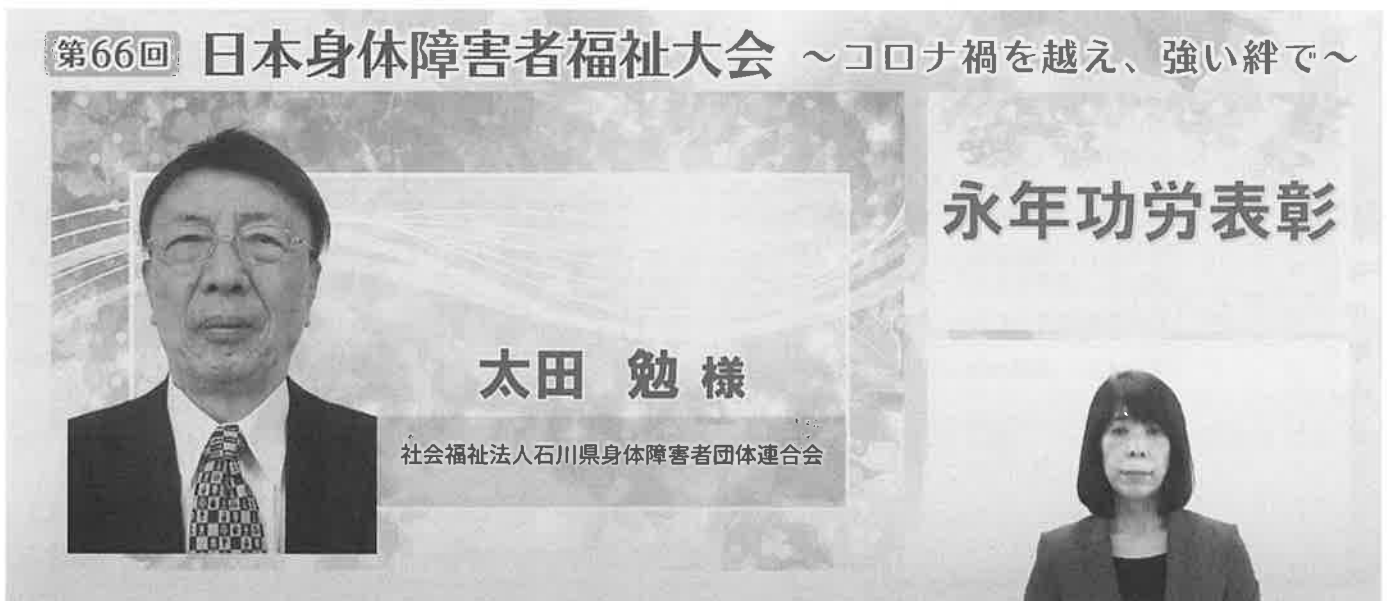 第66回 日本身体障害者福祉大会 ～コロナ禍を越え、強い絆で～
永年功労表彰
太田 勉 様
社会福祉法人石川県身体障害者団体連合会